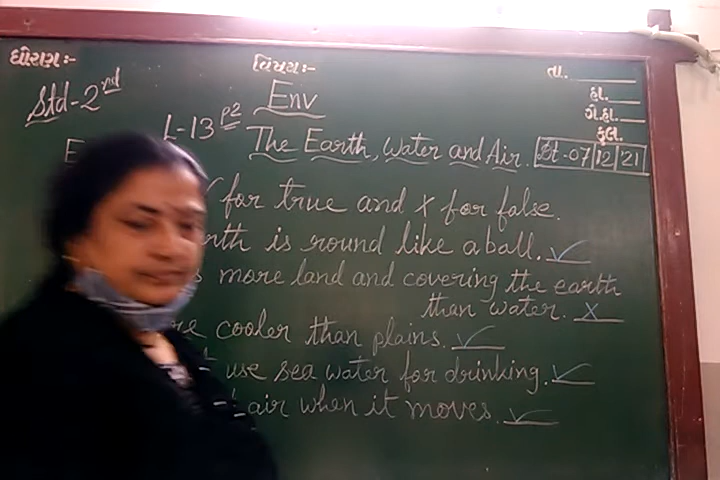 ધોરણ:- વિષય:- તા.
Std-2nd Env હા.
ગે.હા.
L-13 P2 The Earth, Water and Air. કુલ.
Dt-07/12/'21
E
✓ for true and x for false.
rth is round like a ball. ✓
s more land and covering the earth
than water. x
re cooler than plains. ✓
t use sea water for drinking. ✓
air when it moves. ✓